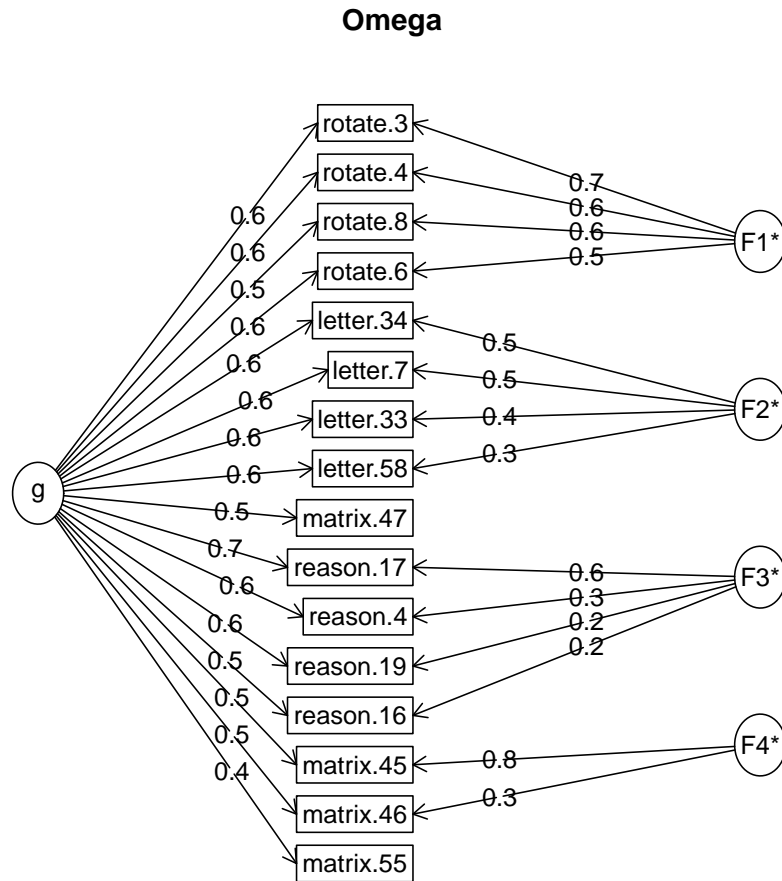 Omega
rotate.3
rotate.4
rotate.8
rotate.6
letter.34
letter.7
letter.33
letter.58
matrix.47
reason.17
reason.4
reason.19
reason.16
matrix.45
matrix.46
matrix.55
g
0.6
0.6
0.5
0.6
0.6
0.6
0.6
0.6
0.5
0.7
0.6
0.6
0.5
0.5
0.5
0.4
F1*
0.7
0.6
0.6
0.5
F2*
0.5
0.5
0.4
0.3
F3*
0.6
0.3
0.2
0.2
F4*
0.8
0.3